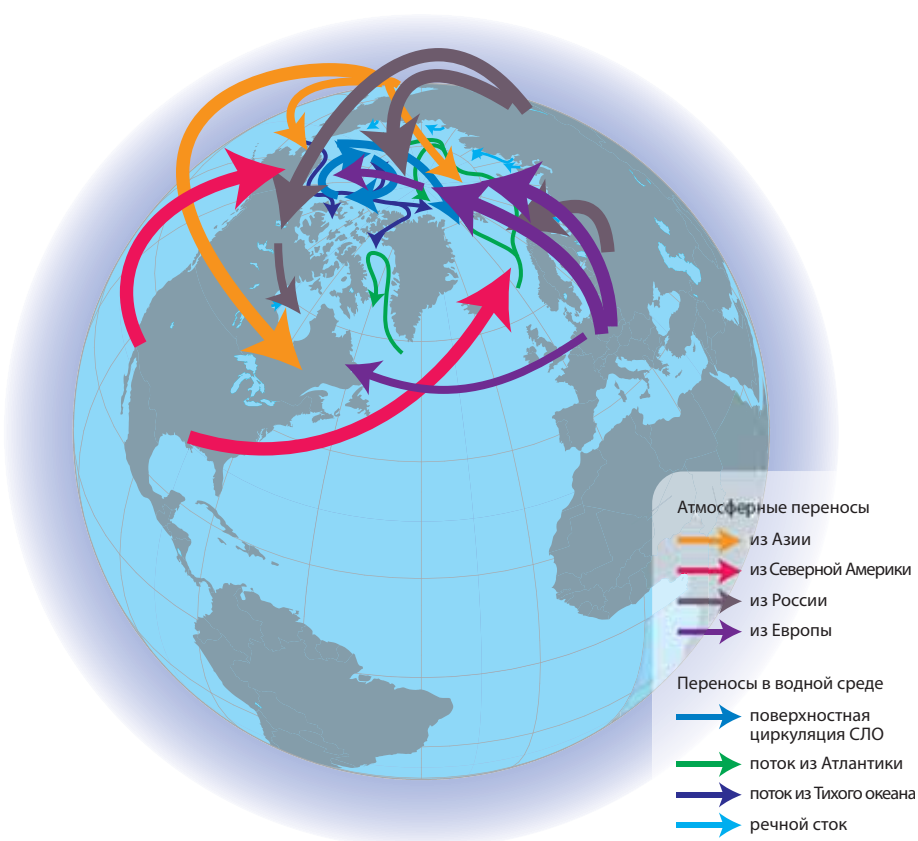 Атмосферные переносы
из Азии
из Северной Америки
из России
из Европы
Переносы в водной среде
поверхностная
циркуляция СЛО
поток из Атлантики
поток из Тихого океана
речной сток